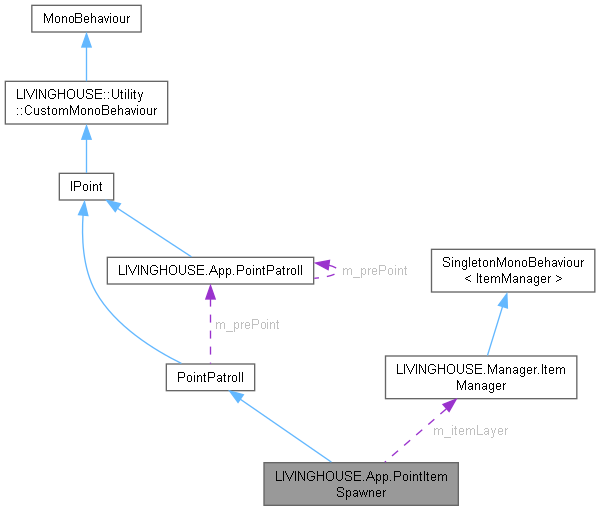 MonoBehaviour
LIVINGHOUSE::Utility
::CustomMonoBehaviour
IPoint
LIVINGHOUSE.App.PointPatroll
m_prePoint
SingletonMonoBehaviour
< ItemManager >
m_prePoint
PointPatroll
LIVINGHOUSE.Manager.Item
Manager
m_itemLayer
LIVINGHOUSE.App.PointItem
Spawner